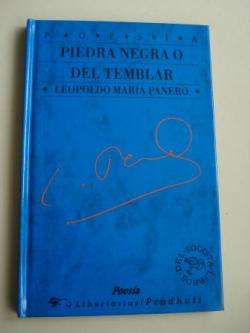 P•O•E•S•Í•A
PIEDRA NEGRA O
DEL TEMBLAR
• LEOPOLDO MARÍA PANERO •
Poesía
Libertarias/Prodhufi